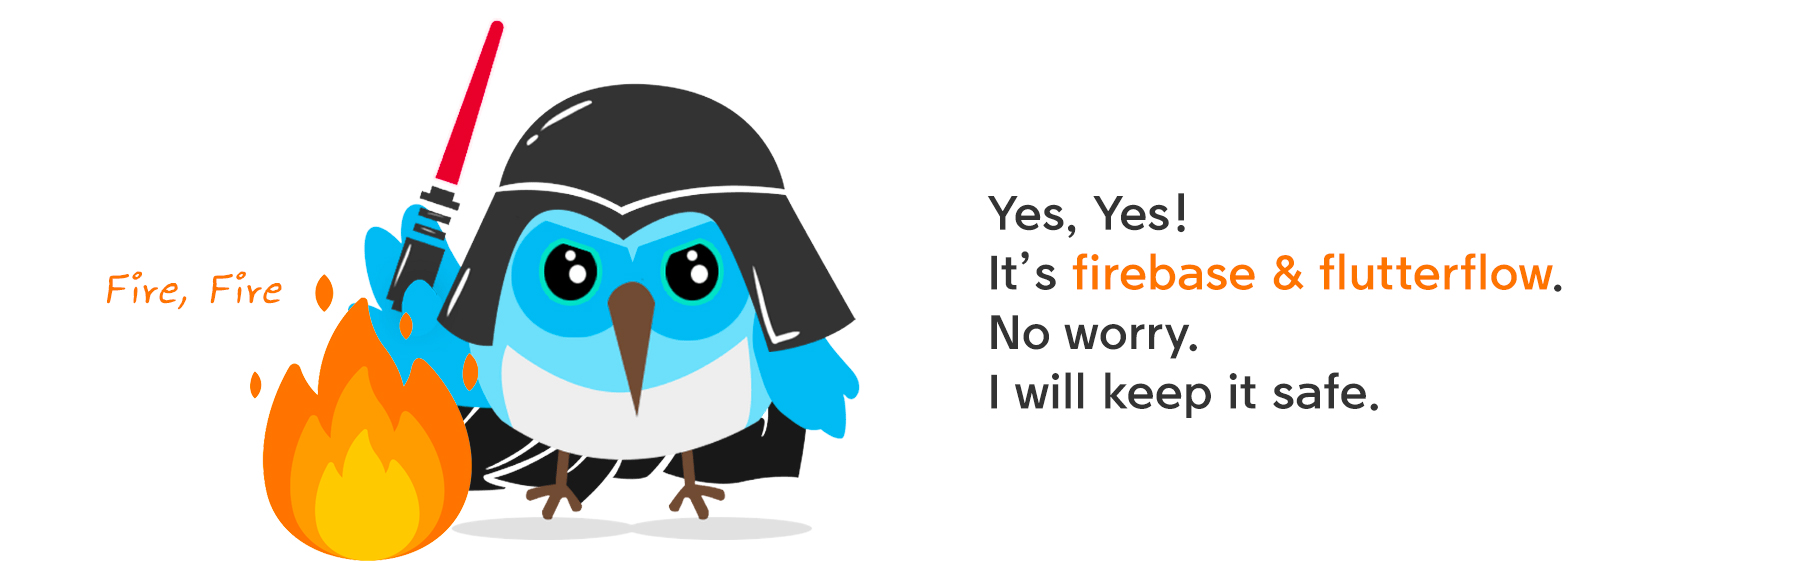 Fire, Fire
Yes, Yes!
It’s firebase & flutterflow.
No worry.
I will keep it safe.